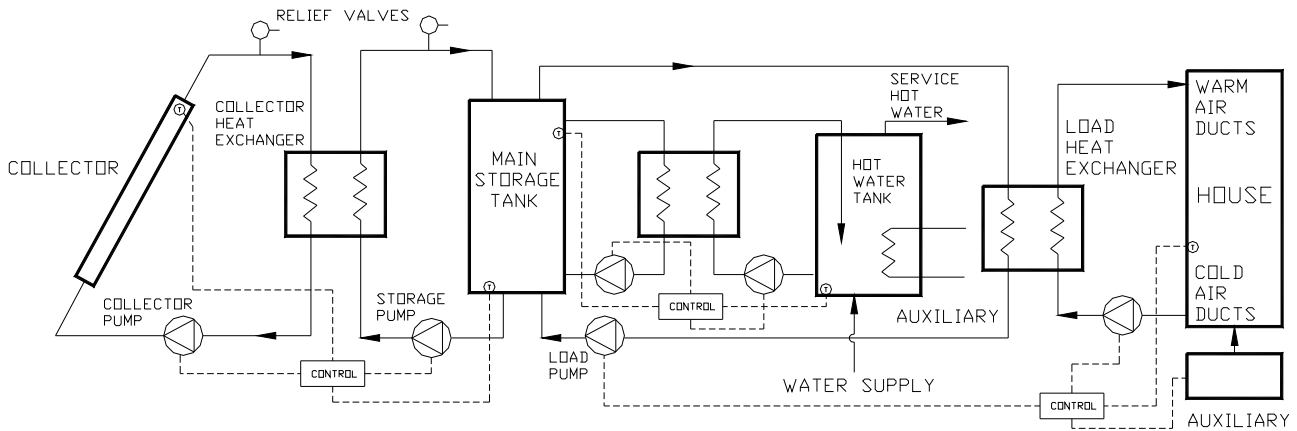 RELIEF VALVES
COLLECTOR
HEAT
EXCHANGER
COLLECTOR
T
COLLECTOR
PUMP
CONTROL
STORAGE
PUMP
MAIN
STORAGE
TANK
T
T
LOAD
PUMP
CONTROL
SERVICE
HOT
WATER
HOT
WATER
TANK
T
AUXILIARY
WATER SUPPLY
LOAD
HEAT
EXCHANGER
WARM
AIR
DUCTS
HOUSE
T
COLD
AIR
DUCTS
CONTROL
AUXILIARY